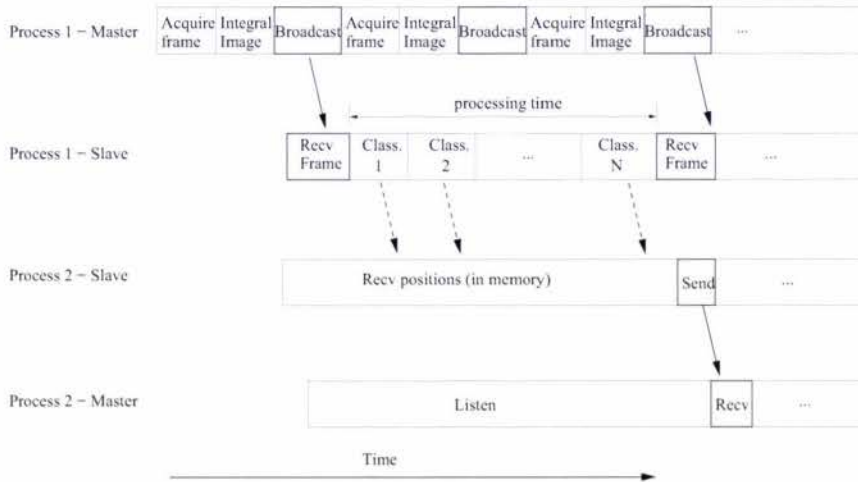 Process 1 − Master
Acquire frame
Integral Image
Broadcast
Acquire frame
Integral Image
Broadcast
Acquire frame
Integral Image
Broadcast
...
processing time
Process 1 − Slave
Recv Frame
Class. 1
Class. 2
...
Class. N
Recv Frame
...
Process 2 − Slave
Recv positions (in memory)
Send
...
Process 2 − Master
Listen
Recv
...
Time